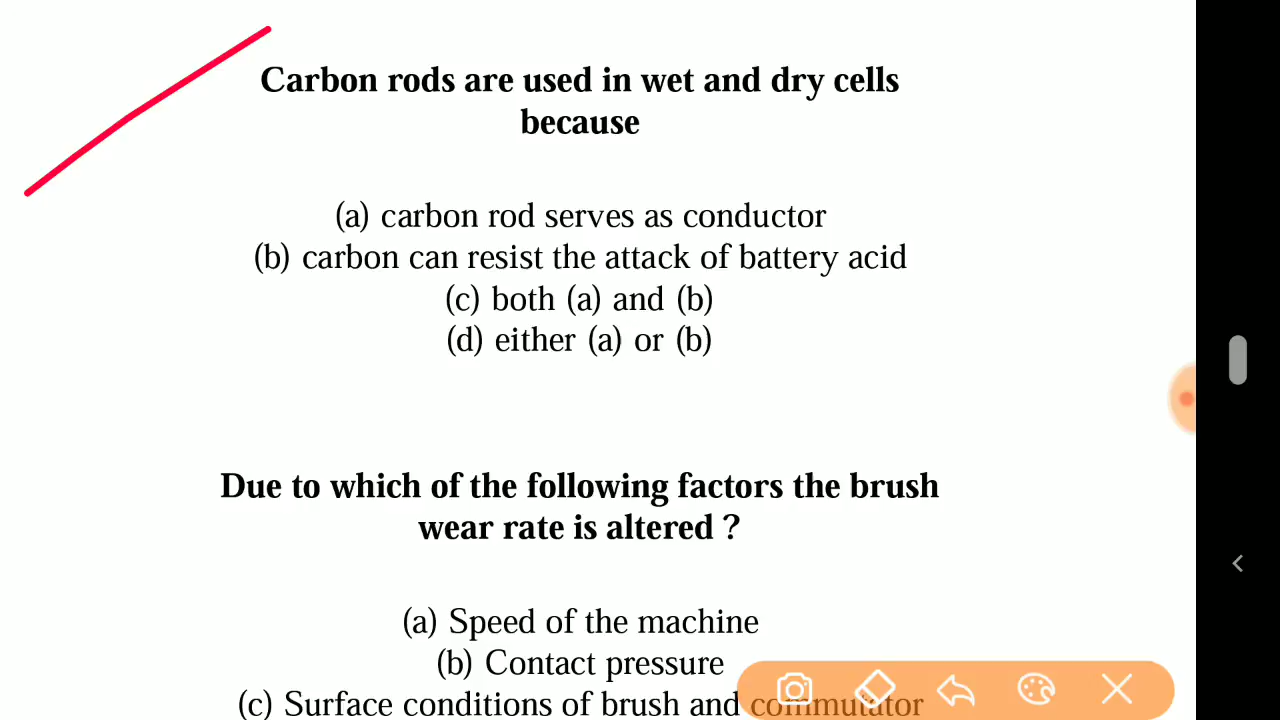 Carbon rods are used in wet and dry cells
because
(a) carbon rod serves as conductor
(b) carbon can resist the attack of battery acid
(c) both (a) and (b)
(d) either (a) or (b)
Due to which of the following factors the brush
wear rate is altered ?
(a) Speed of the machine
(b) Contact pressure
(c) Surface conditions of brush and commutator